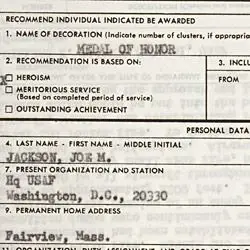 RECOMMEND INDIVIDUAL INDICATED BE AWARDED
1. NAME OF DECORATION (Indicate number of clusters, if appropria
MEDAL OF HONOR
2. RECOMMENDATION IS BASED ON:
3. INCLU
HEROISM
FROM
MERITORIOUS SERVICE
(Based on completed period of service)
OUTSTANDING ACHIEVEMENT
PERSONAL DATA
4. LAST NAME - FIRST NAME - MIDDLE INITIAL
JACKSON, JOE M.
7. PRESENT ORGANIZATION AND STATION
Hq USAF
Washington, D.C., 20330
9. PERMANENT HOME ADDRESS
Fairview, Mass.